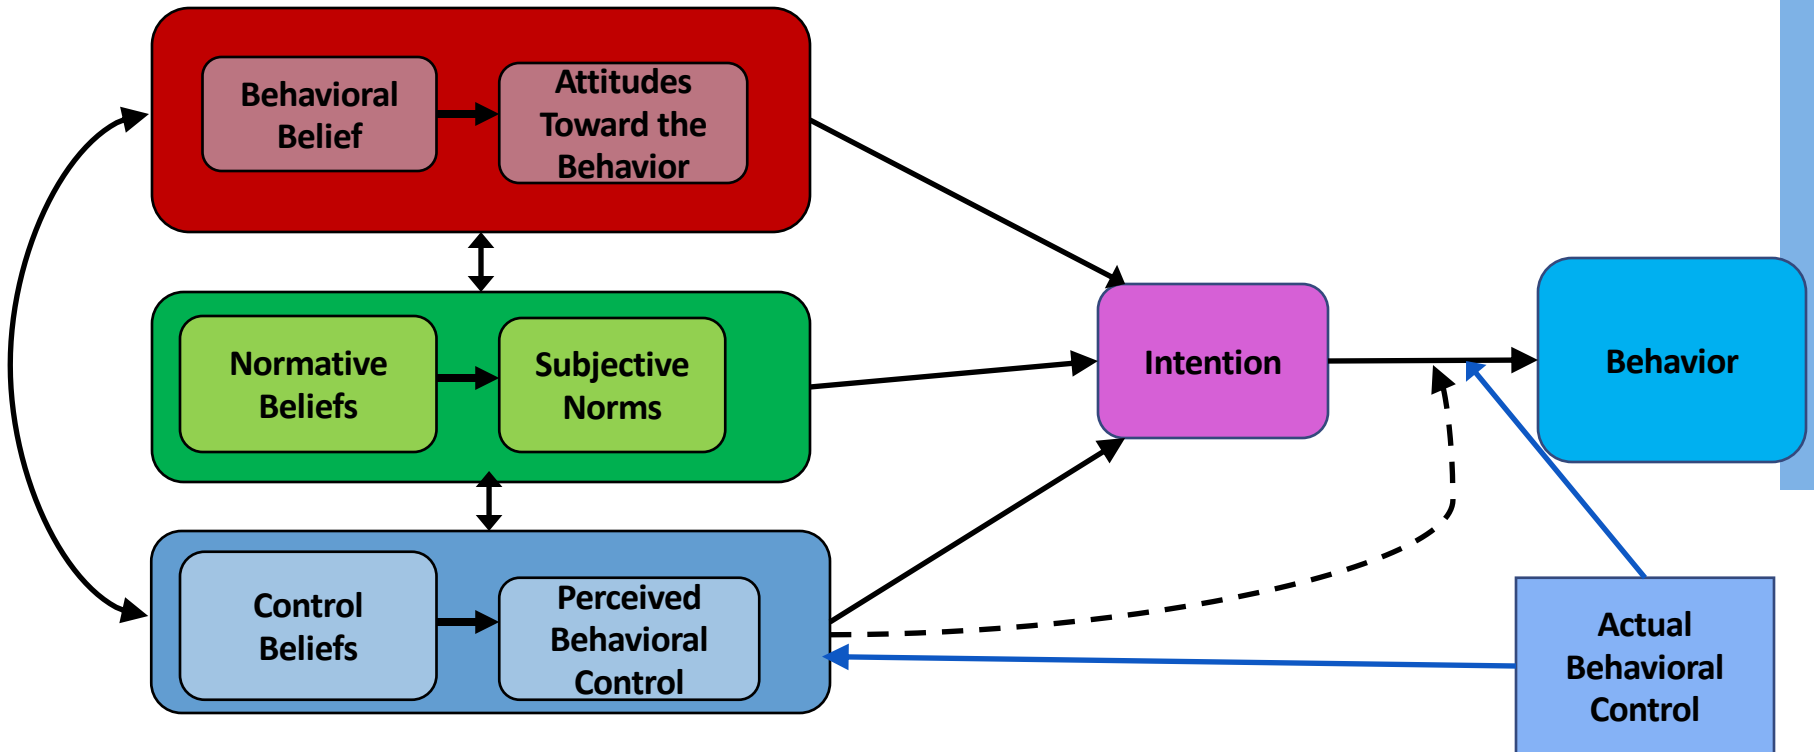 Behavioral
Belief
Attitudes
Toward the
Behavior
Normative
Beliefs
Subjective
Norms
Control
Beliefs
Perceived
Behavioral
Control
Intention
Behavior
Actual
Behavioral
Control